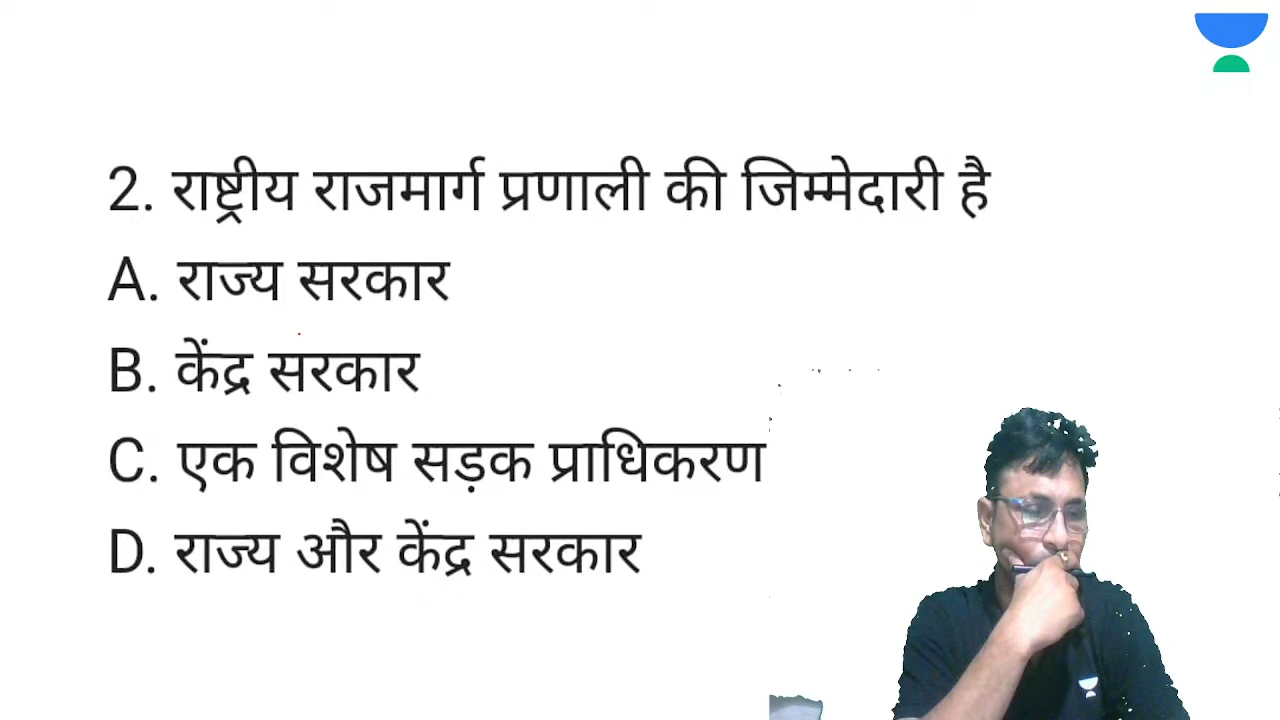 2. राष्ट्रीय राजमार्ग प्रणाली की जिम्मेदारी है
A. राज्य सरकार
B. केंद्र सरकार
C. एक विशेष सड़क प्राधिकरण
D. राज्य और केंद्र सरकार